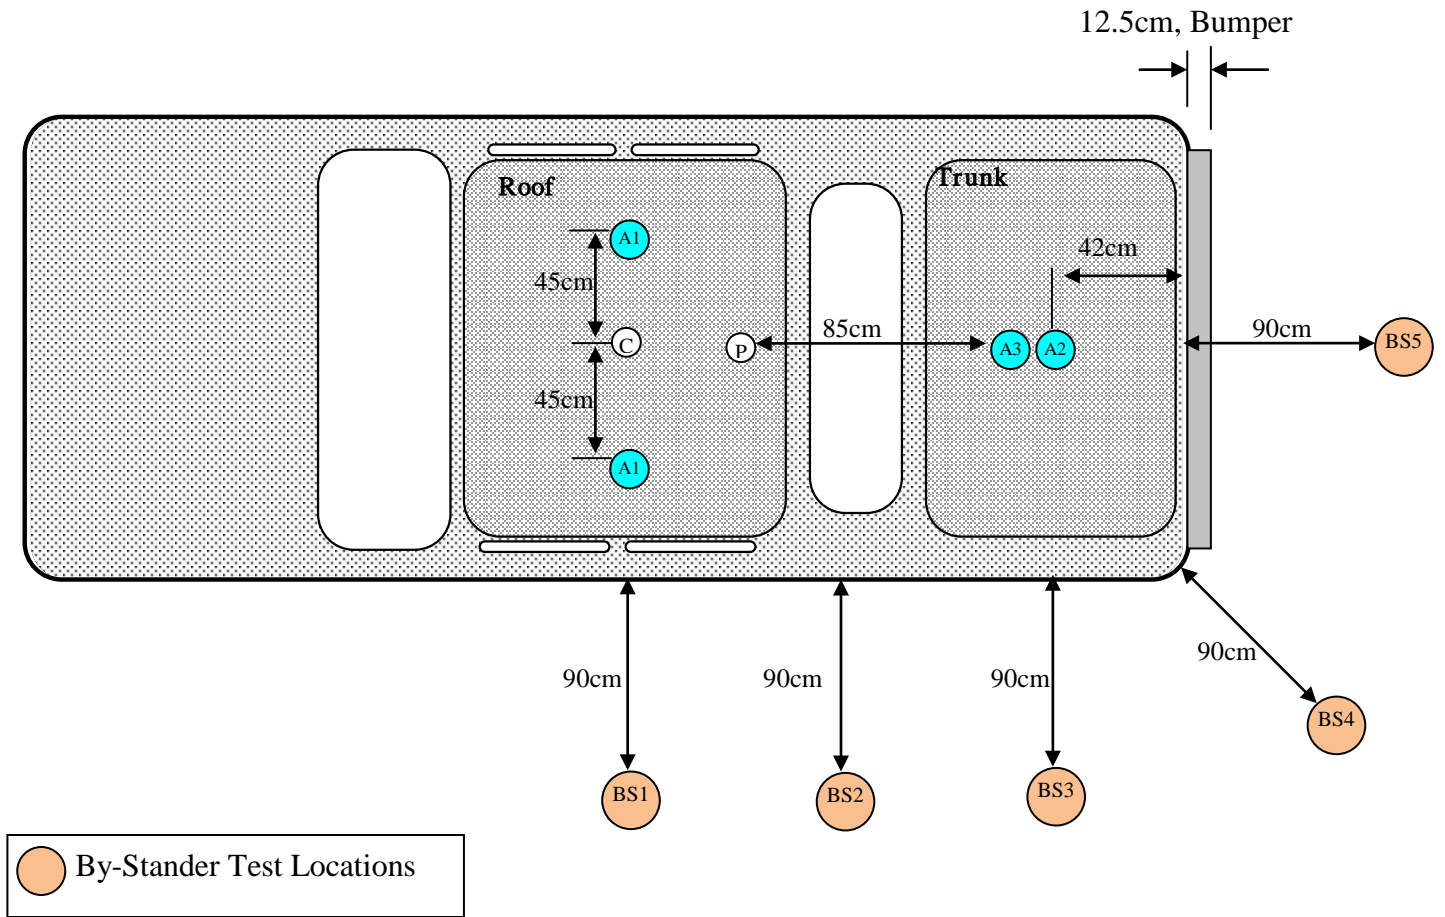 12.5cm, Bumper
Roof
Trunk
A1
42cm
45cm
85cm
90cm
C
P
A3
A2
BS5
45cm
A1
90cm
90cm
90cm
90cm
BS4
BS1
BS2
BS3
By-Stander Test Locations